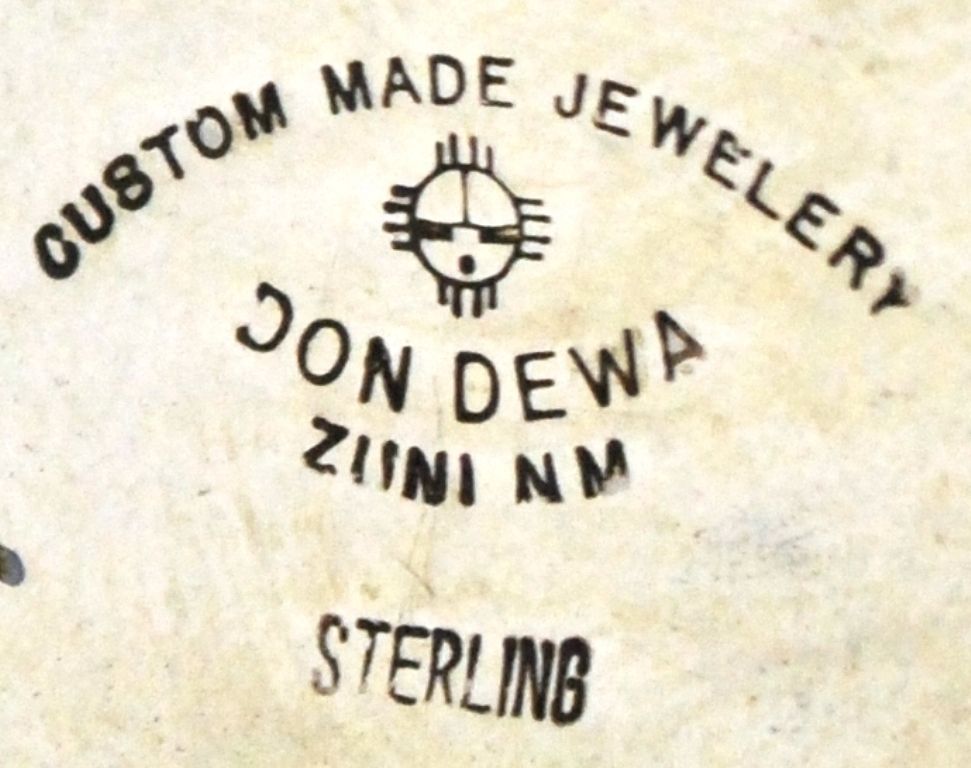 CUSTOM MADE JEWELERY
JON DEWA
ZUNI NM
STERLING